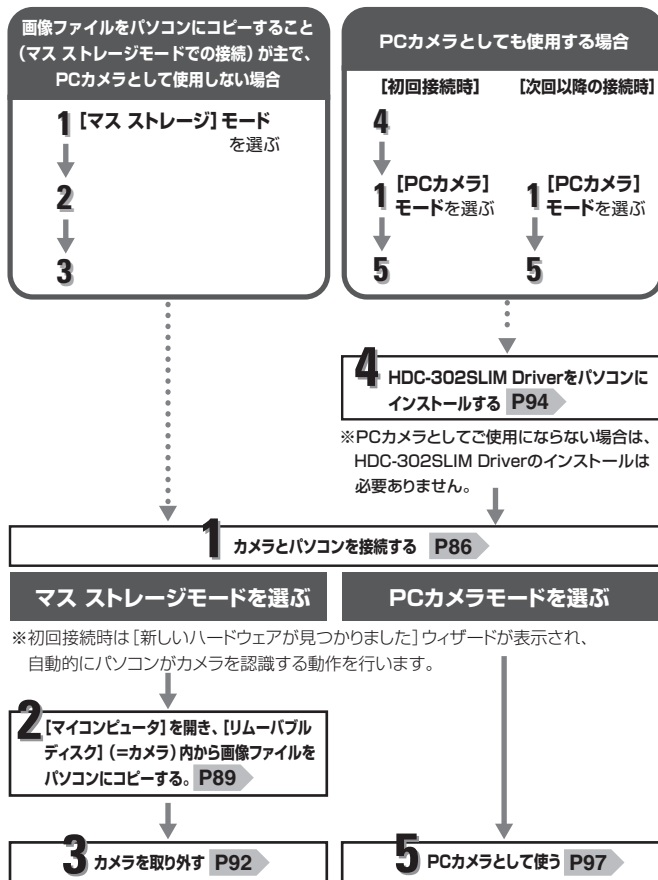 画像ファイルをパソコンにコピーすること
（マス ストレージモードでの接続）が主で、
PCカメラとして使用しない場合
1 [マス ストレージ] モード
を選ぶ
2
3
PCカメラとしても使用する場合
[初回接続時] [次回以降の接続時]
4
1 [PCカメラ]
モードを選ぶ
5
1 [PCカメラ]
モードを選ぶ
5
4 HDC-302SLIM Driverをパソコンに
インストールする P94
※PCカメラとしてご使用にならない場合は、
HDC-302SLIM Driverのインストールは
必要ありません。
1 カメラとパソコンを接続する P86
マス ストレージモードを選ぶ
PCカメラモードを選ぶ
※初回接続時は[新しいハードウェアが見つかりました]ウィザードが表示され、
自動的にパソコンがカメラを認識する動作を行います。
2 [マイコンピュータ]を開き、[リムーバブル
ディスク]（=カメラ）内から画像ファイルを
パソコンにコピーする。 P89
3 カメラを取り外す P92
5 PCカメラとして使う P97